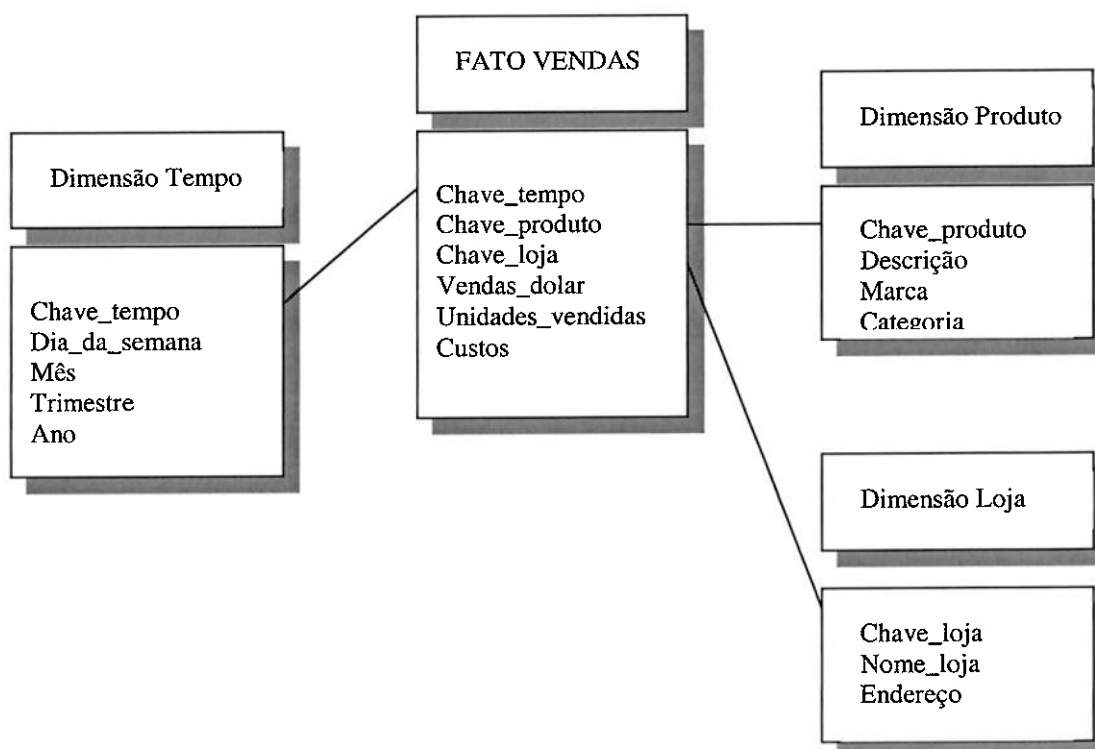 FATO VENDAS
Chave_tempo
Chave_produto
Chave_loja
Vendas_dolar
Unidades_vendidas
Custos
Dimensão Tempo
Chave_tempo
Dia_da_semana
Mês
Trimestre
Ano
Dimensão Produto
Chave_produto
Descrição
Marca
Categoria
Dimensão Loja
Chave_loja
Nome_loja
Endereço